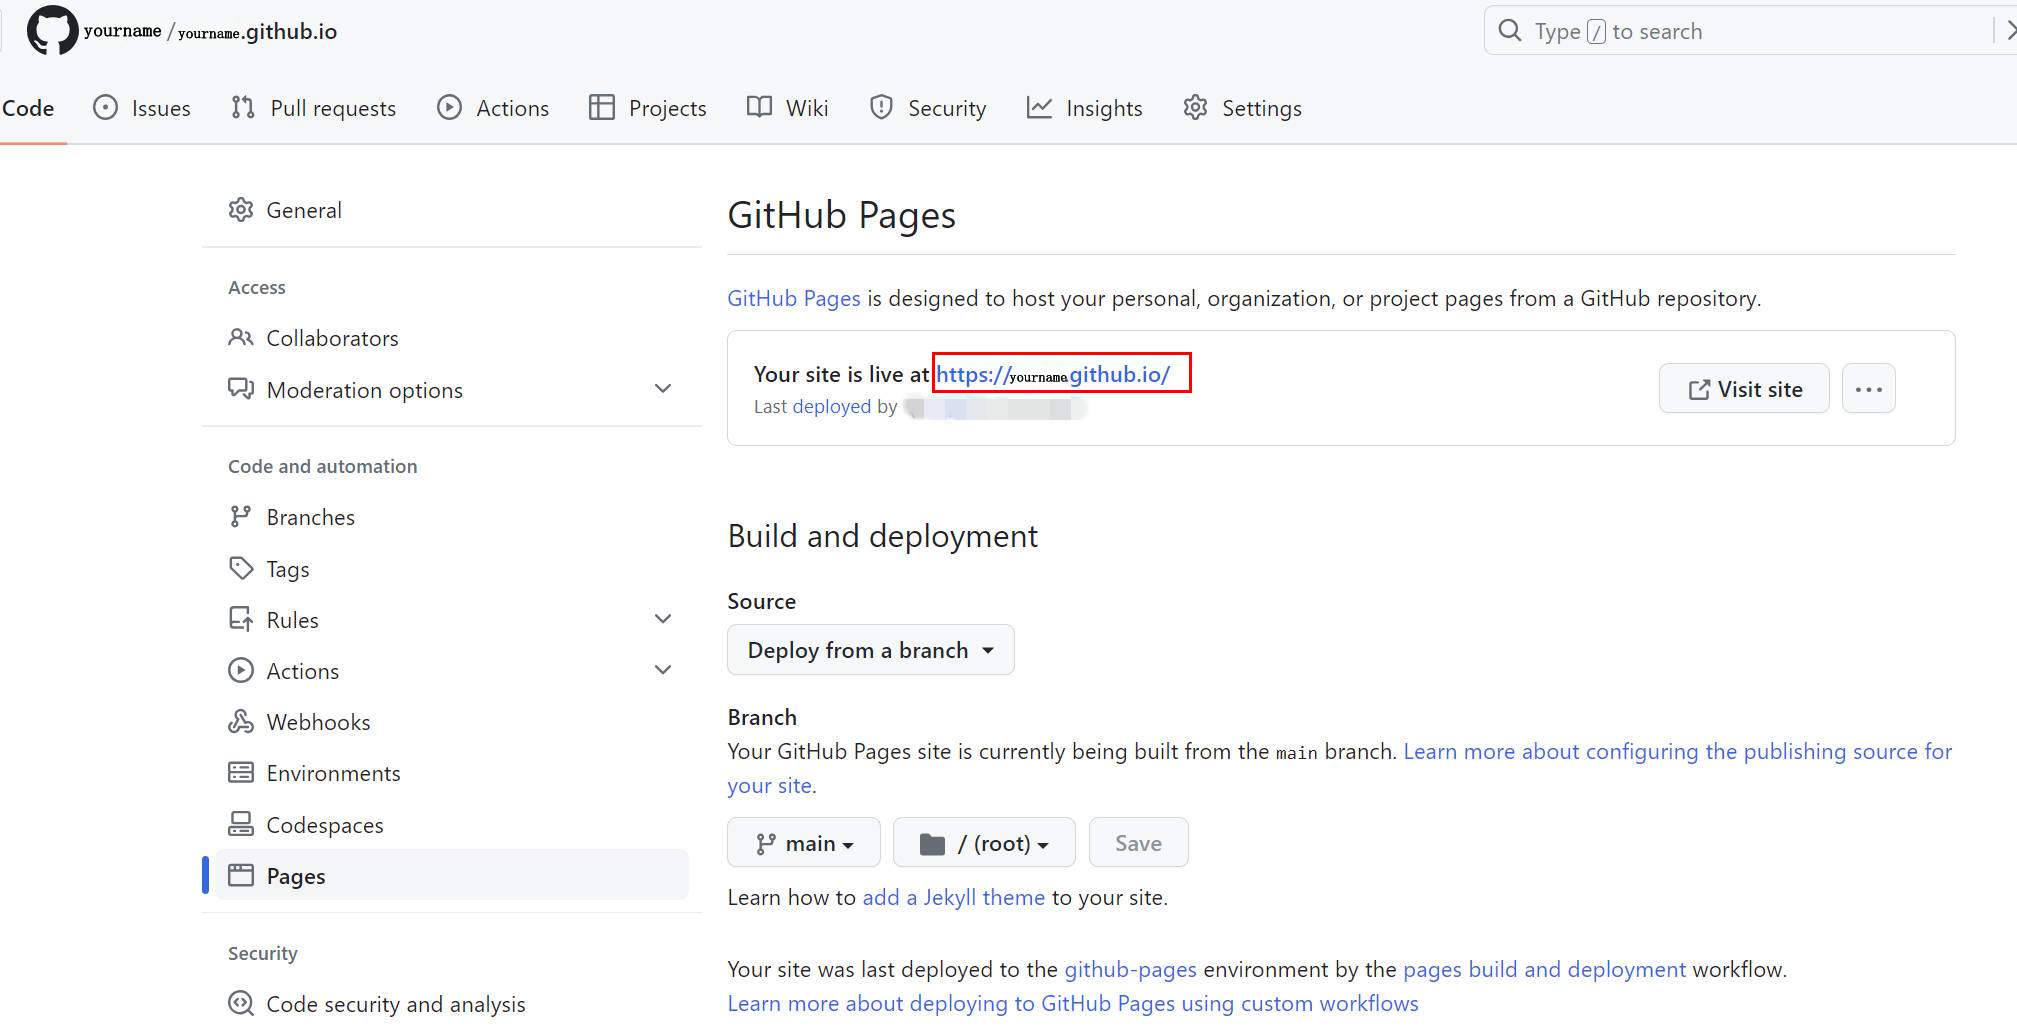 yourname / yourname.github.io
Type / to search
Code Issues Pull requests Actions Projects Wiki Security Insights Settings
General
Access
Collaborators
Moderation options
Code and automation
Branches
Tags
Rules
Actions
Webhooks
Environments
Codespaces
Pages
Security
Code security and analysis
GitHub Pages
GitHub Pages is designed to host your personal, organization, or project pages from a GitHub repository.
Your site is live at https://yourname.github.io/
Last deployed by
Visit site
Build and deployment
Source
Deploy from a branch
Branch
Your GitHub Pages site is currently being built from the main branch. Learn more about configuring the publishing source for
your site.
main / (root) Save
Learn how to add a Jekyll theme to your site.
Your site was last deployed to the github-pages environment by the pages build and deployment workflow.
Learn more about deploying to GitHub Pages using custom workflows